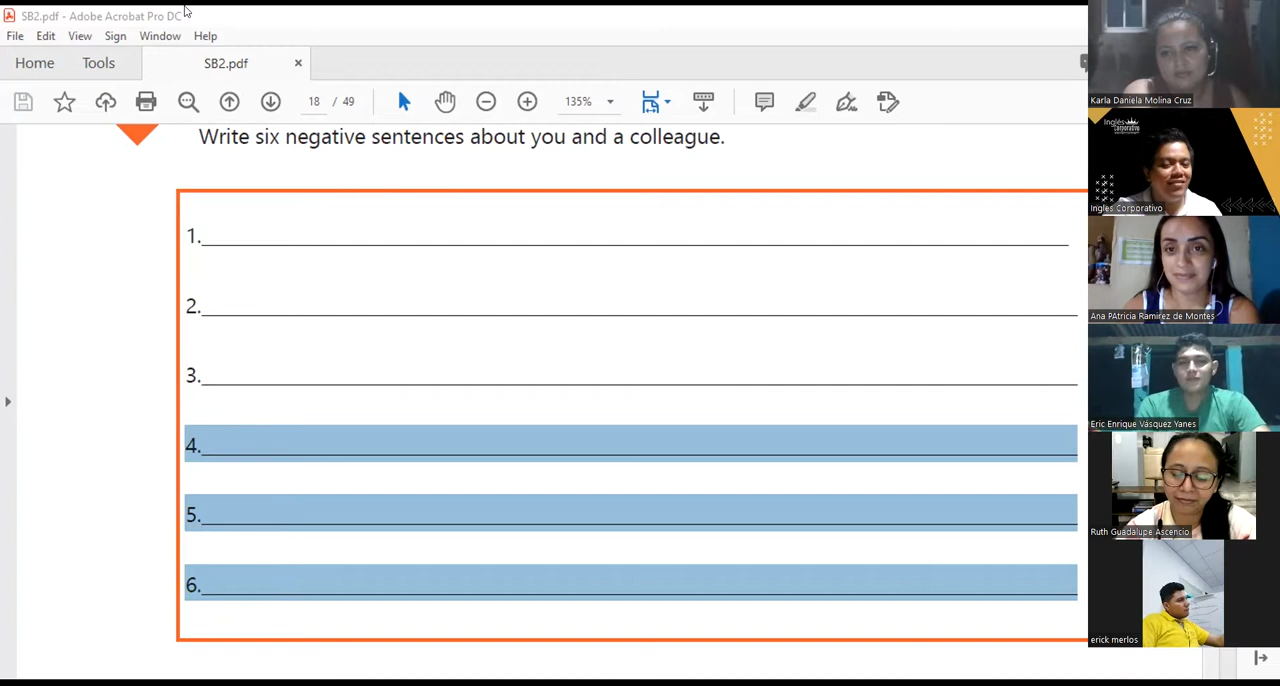 SB2.pdf - Adobe Acrobat Pro DC
File Edit View Sign Window Help
Home Tools SB2.pdf ×
18 / 49 135%
Write six negative sentences about you and a colleague.
1.
2.
3.
4.
5.
6.
Karla Daniela Molina Cruz
Inglés Corporativo
Ingles Corporativo
Ana PAtricia Ramirez de Montes
Eric Enrique Vásquez Yanes
Ruth Guadalupe Ascencio
erick merlos